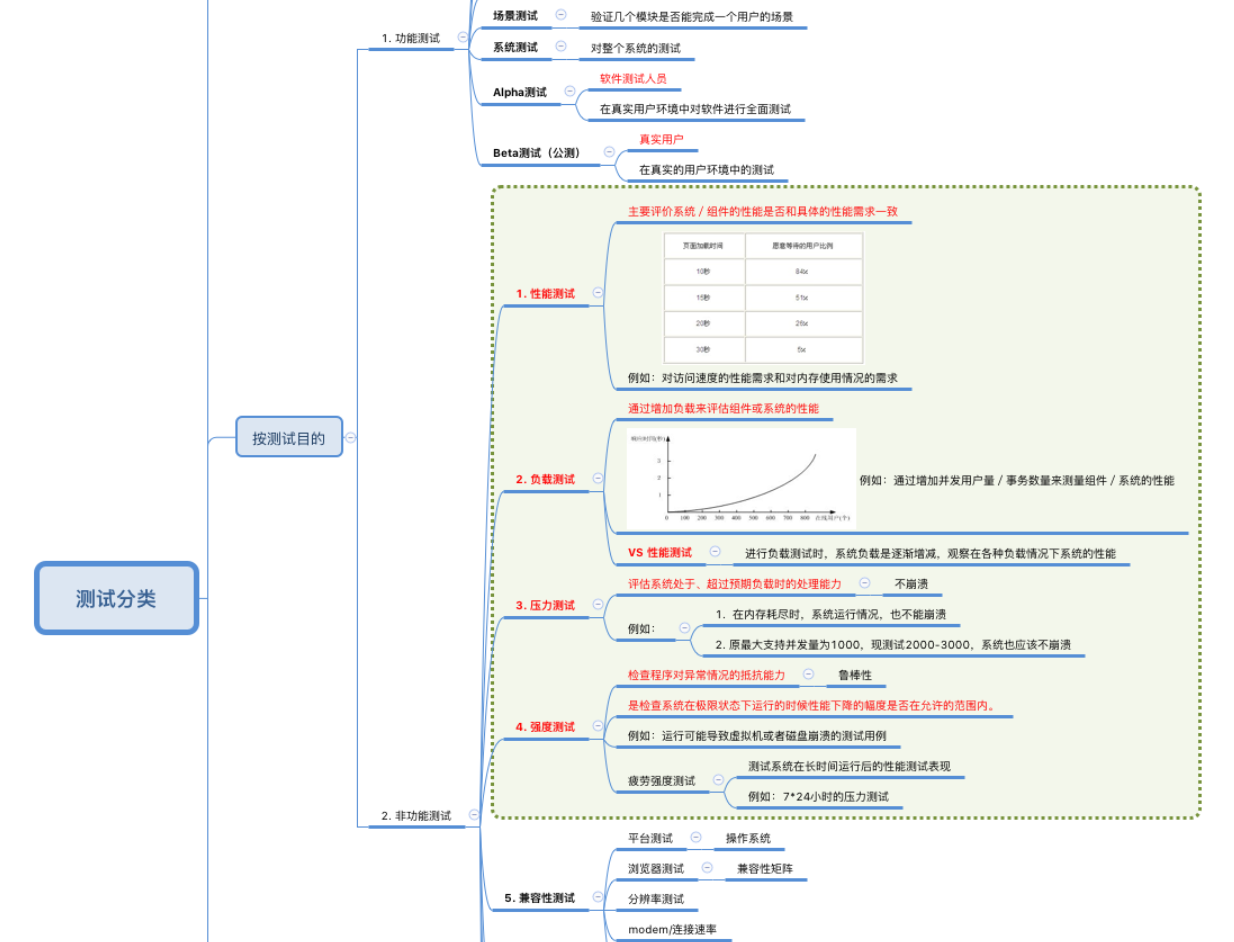 测试分类
按测试目的
1. 功能测试
场景测试
验证几个模块是否能完成一个用户的场景
系统测试
对整个系统的测试
Alpha测试
软件测试人员
在真实用户环境中对软件进行全面测试
Beta测试（公测）
真实用户
在真实的用户环境中的测试
2. 非功能测试
1. 性能测试
主要评价系统 / 组件的性能是否和具体的性能需求一致
页面加载时间 愿意等待的用户比例
10秒 84%
15秒 51%
20秒 26%
30秒 5%
例如：对访问速度的性能需求和对内存使用情况的需求
2. 负载测试
通过增加负载来评估组件或系统的性能
响应时间(秒)
3
2
1
0 100 200 300 400 500 600 700 800 在线用户(个)
例如：通过增加并发用户量 / 事务数量来测量组件 / 系统的性能
VS 性能测试
进行负载测试时，系统负载是逐渐增减，观察在各种负载情况下系统的性能
3. 压力测试
评估系统处于、超过预期负载时的处理能力
不崩溃
例如：
1. 在内存耗尽时，系统运行情况，也不能崩溃
2. 原最大支持并发量为1000，现测试2000-3000，系统也应该不崩溃
4. 强度测试
检查程序对异常情况的抵抗能力
鲁棒性
是检查系统在极限状态下运行的时候性能下降的幅度是否在允许的范围内。
例如：运行可能导致虚拟机或者磁盘崩溃的测试用例
疲劳强度测试
测试系统在长时间运行后的性能测试表现
例如：7*24小时的压力测试
5. 兼容性测试
平台测试
操作系统
浏览器测试
兼容性矩阵
分辨率测试
modem/连接速率